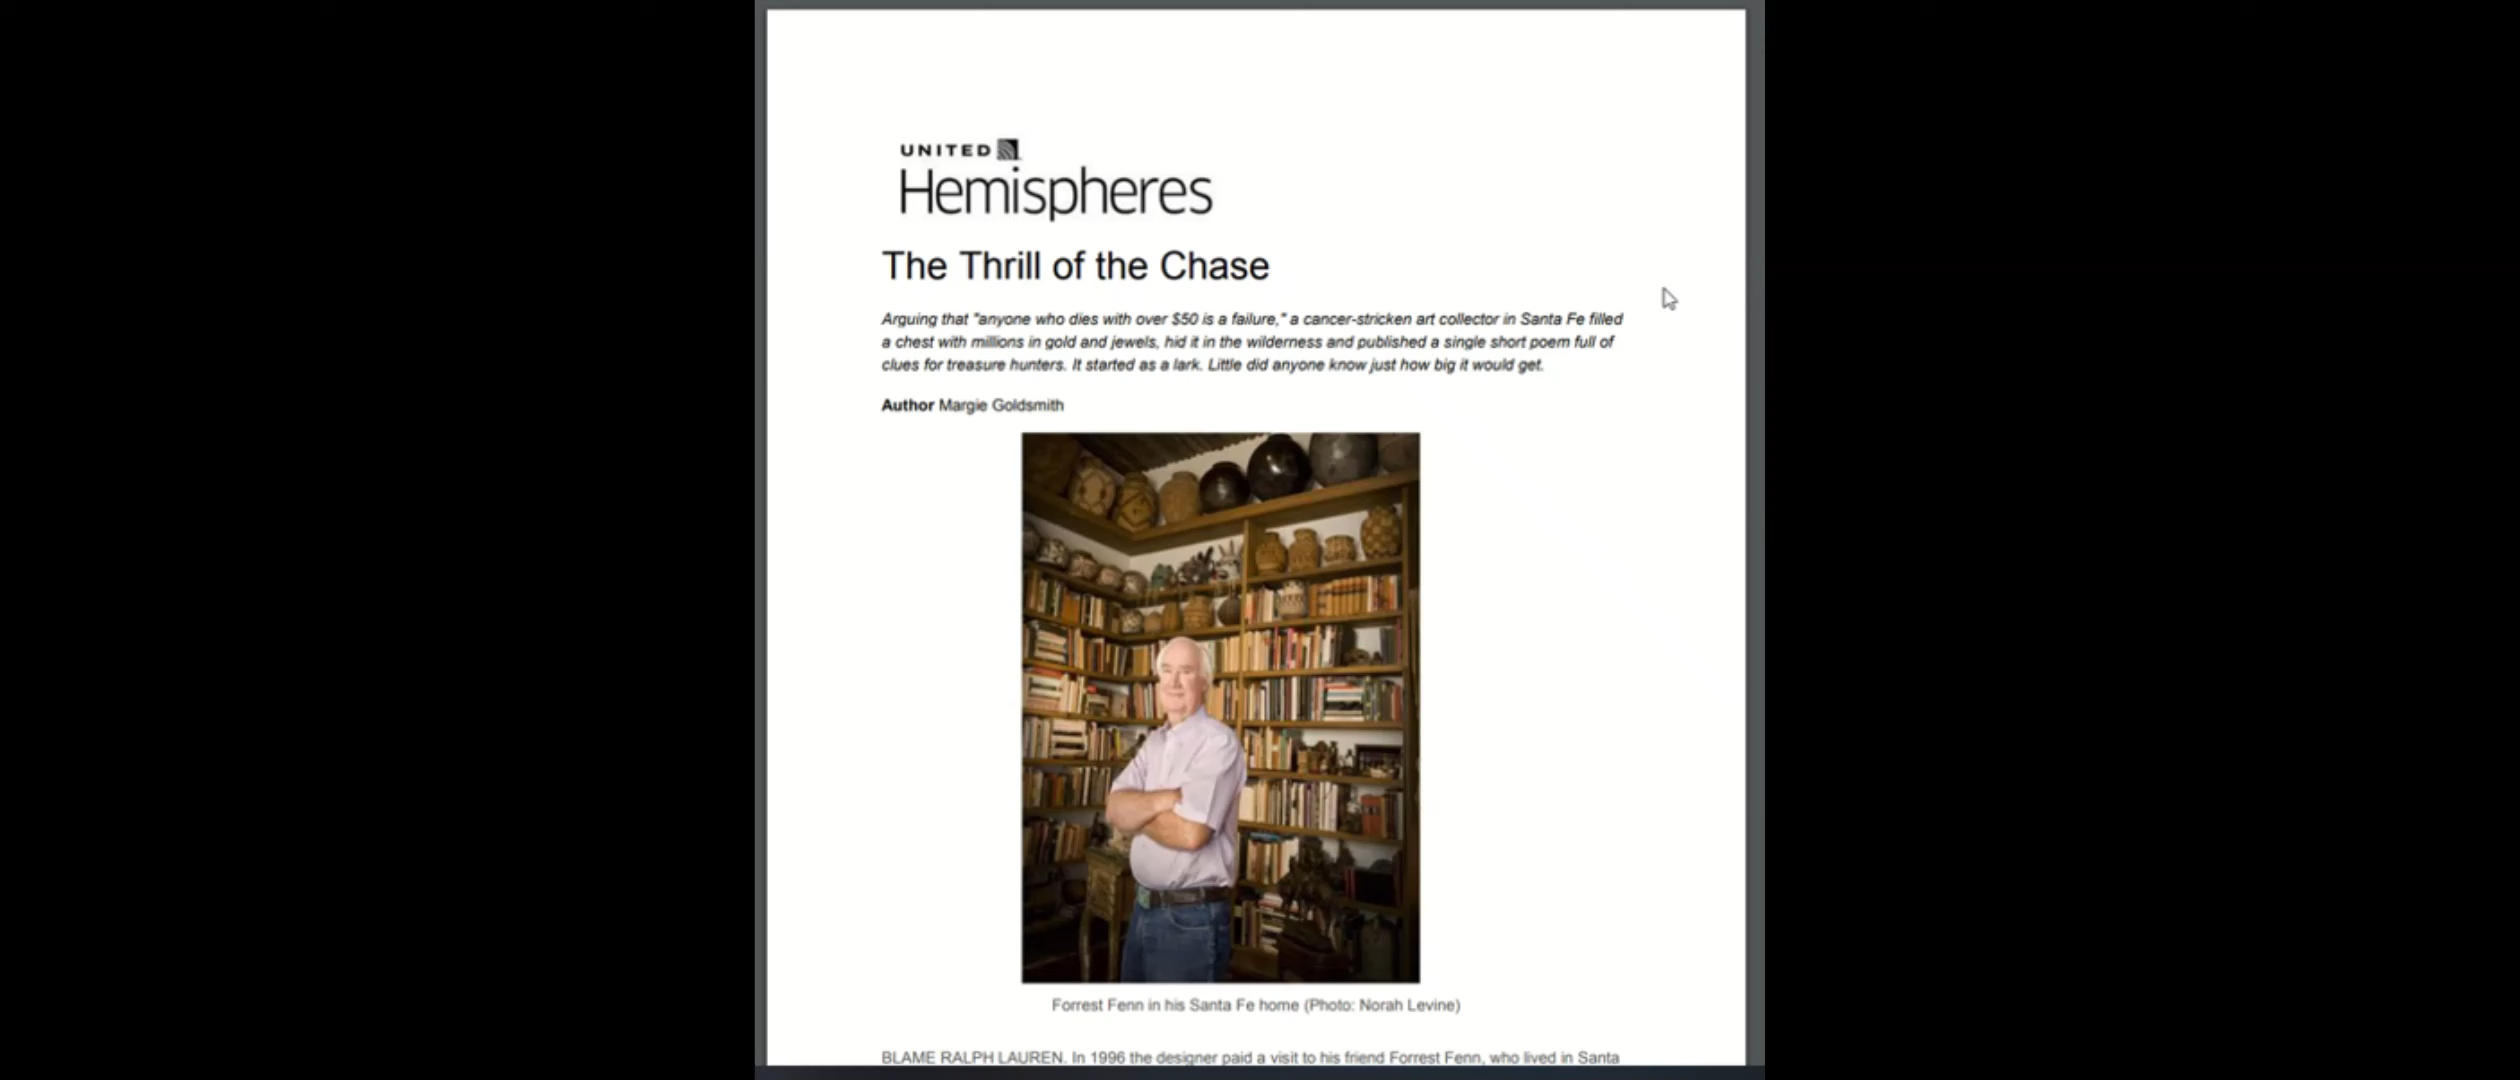 UNITED
Hemispheres
The Thrill of the Chase
Arguing that "anyone who dies with over $50 is a failure," a cancer-stricken art collector in Santa Fe filled
a chest with millions in gold and jewels, hid it in the wilderness and published a single short poem full of
clues for treasure hunters. It started as a lark. Little did anyone know just how big it would get.
Author Margie Goldsmith
Forrest Fenn in his Santa Fe home (Photo: Norah Levine)
BLAME RALPH LAUREN. In 1996 the designer paid a visit to his friend Forrest Fenn, who lived in Santa